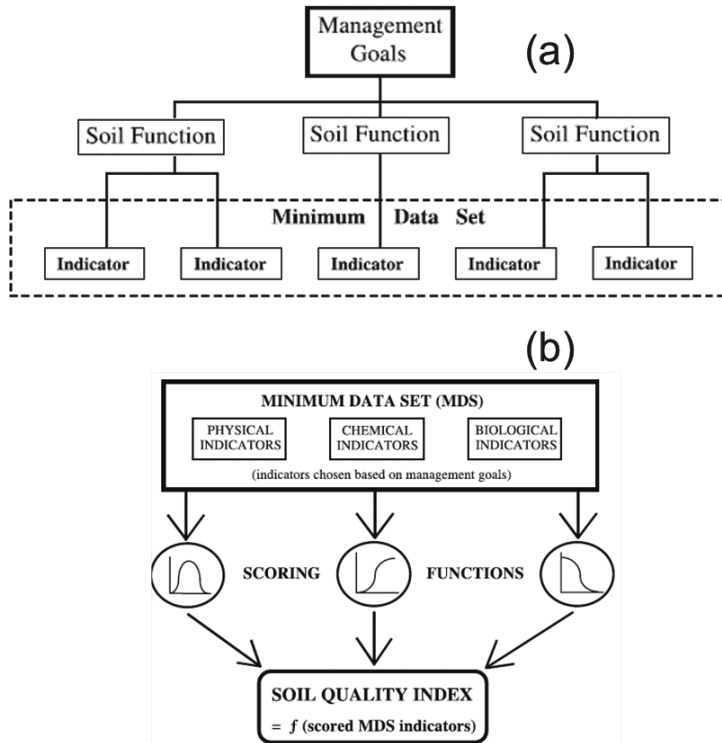 Management
Goals
(a)
Soil Function
Soil Function
Soil Function
Minimum Data Set
Indicator
Indicator
Indicator
Indicator
Indicator
(b)
MINIMUM DATA SET (MDS)
PHYSICAL
INDICATORS
CHEMICAL
INDICATORS
BIOLOGICAL
INDICATORS
(indicators chosen based on management goals)
SCORING
FUNCTIONS
SOIL QUALITY INDEX
= f (scored MDS indicators)